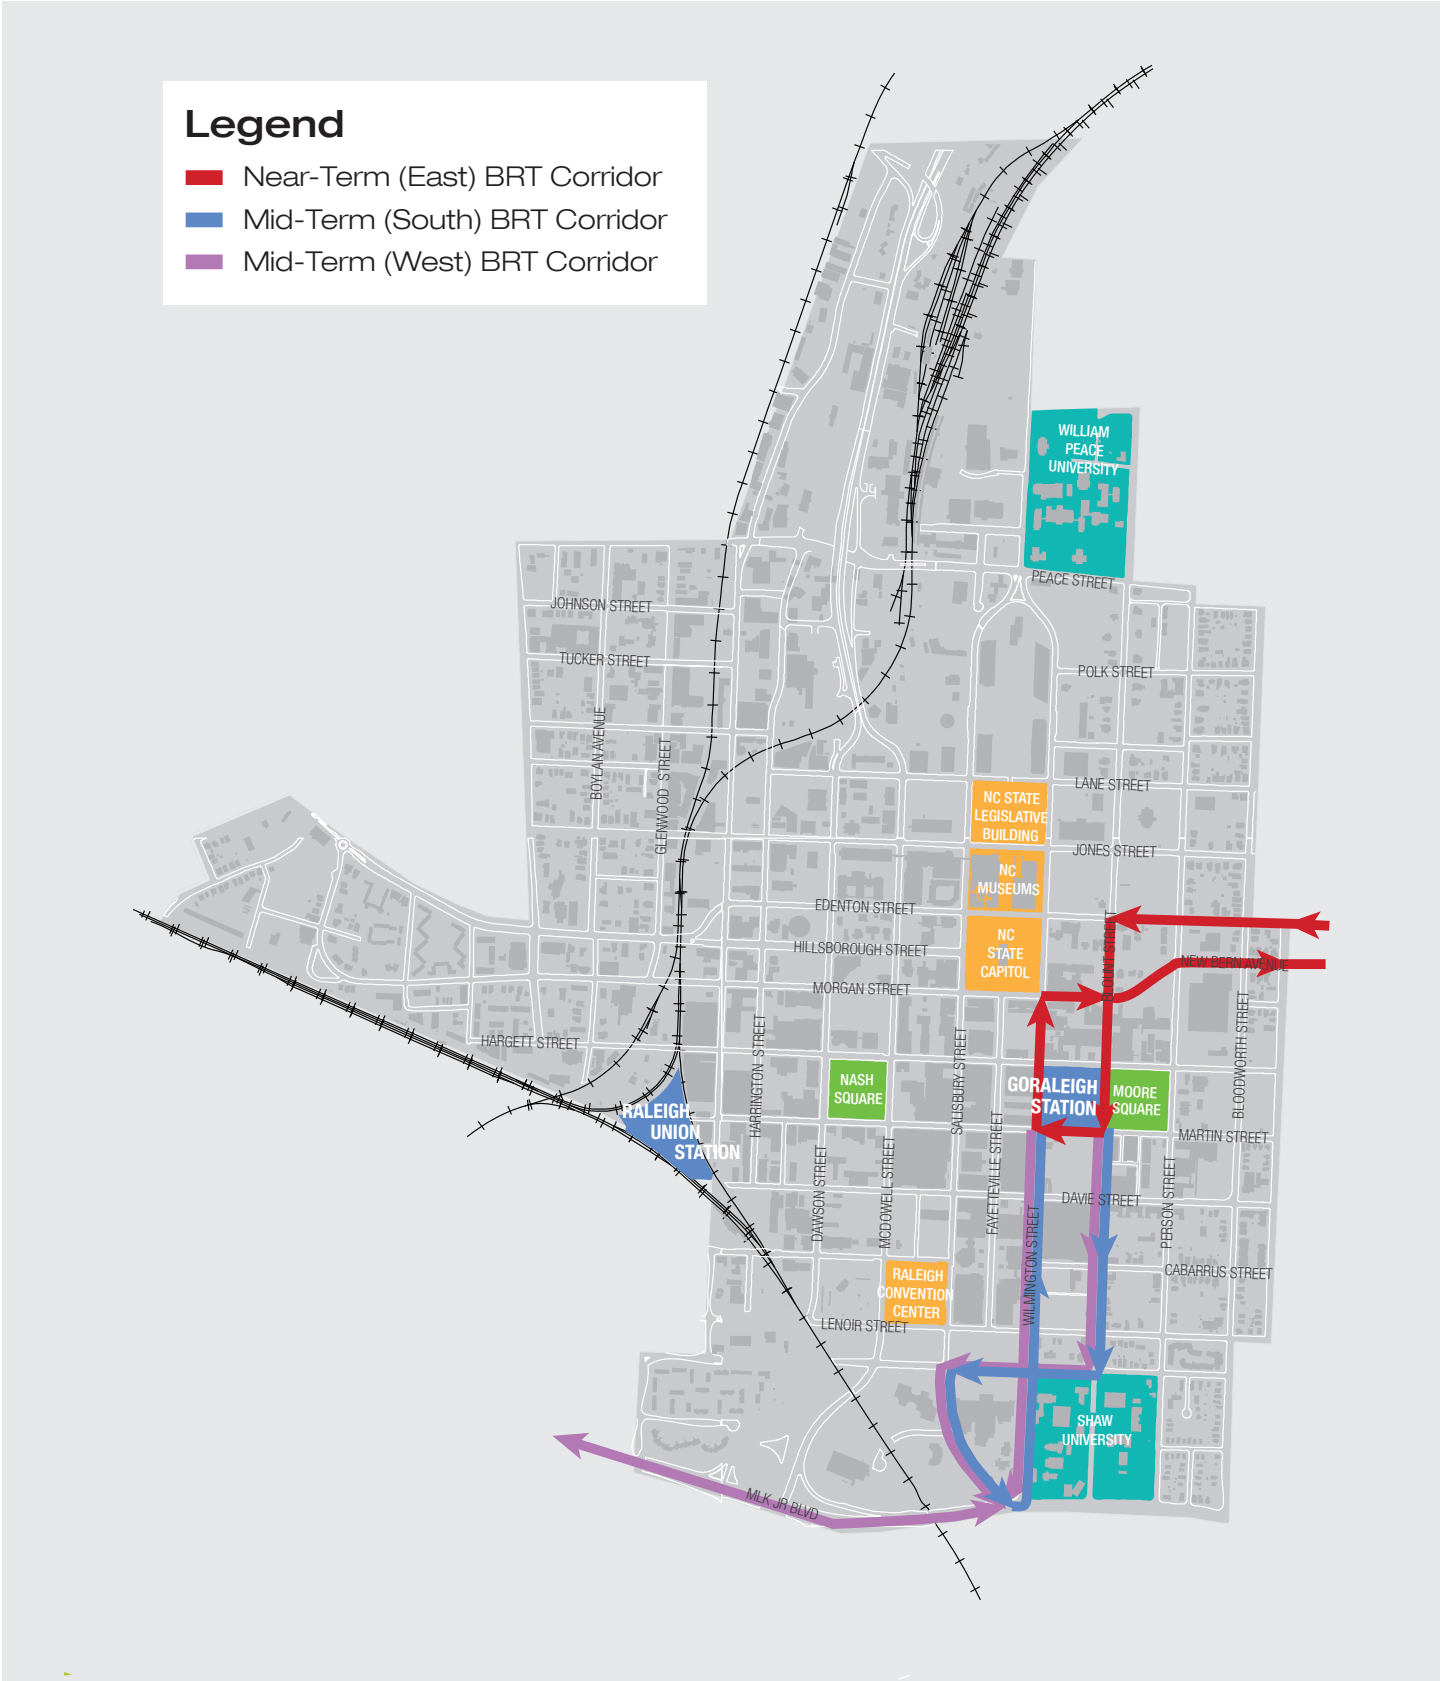 Legend
Near-Term (East) BRT Corridor
Mid-Term (South) BRT Corridor
Mid-Term (West) BRT Corridor
WILLIAM
PEACE
UNIVERSITY
PEACE STREET
JOHNSON STREET
TUCKER STREET
POLK STREET
BOYLAN AVENUE
GLENWOOD STREET
LANE STREET
NC STATE
LEGISLATIVE
BUILDING
JONES STREET
NC
MUSEUMS
EDENTON STREET
HILLSBOROUGH STREET
NC
STATE
CAPITOL
BLOUNT STREET
NEW BERN AVENUE
MORGAN STREET
HARGETT STREET
HARRINGTON STREET
SALISBURY STREET
BLOODWORTH STREET
NASH
SQUARE
GORALEIGH
STATION
MOORE
SQUARE
RALEIGH
UNION
STATION
MARTIN STREET
DAWSON STREET
MCDOWELL STREET
FAYETTEVILLE STREET
DAVIE STREET
PERSON STREET
WILMINGTON STREET
CABARRUS STREET
RALEIGH
CONVENTION
CENTER
LENOIR STREET
SHAW
UNIVERSITY
MLK JR BLVD